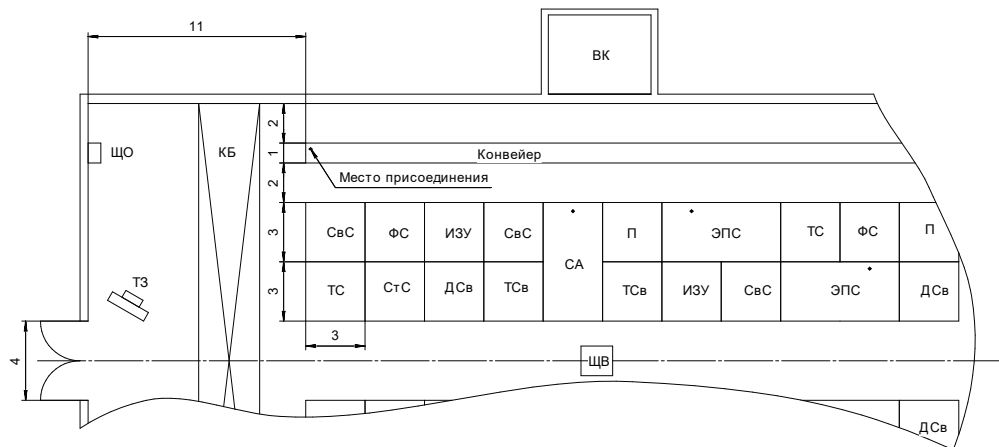 11
ВК
ЩО
КБ
2
1
Конвейер
2
Место присоединения
3
СвС
ФС
ИЗУ
СвС
СА
П
ЭПС
ТС
ФС
П
ТЗ
3
ТС
СтС
ДСв
ТСв
ТСв
ИЗУ
СвС
ЭПС
ДСв
3
4
ЩВ
ДСв